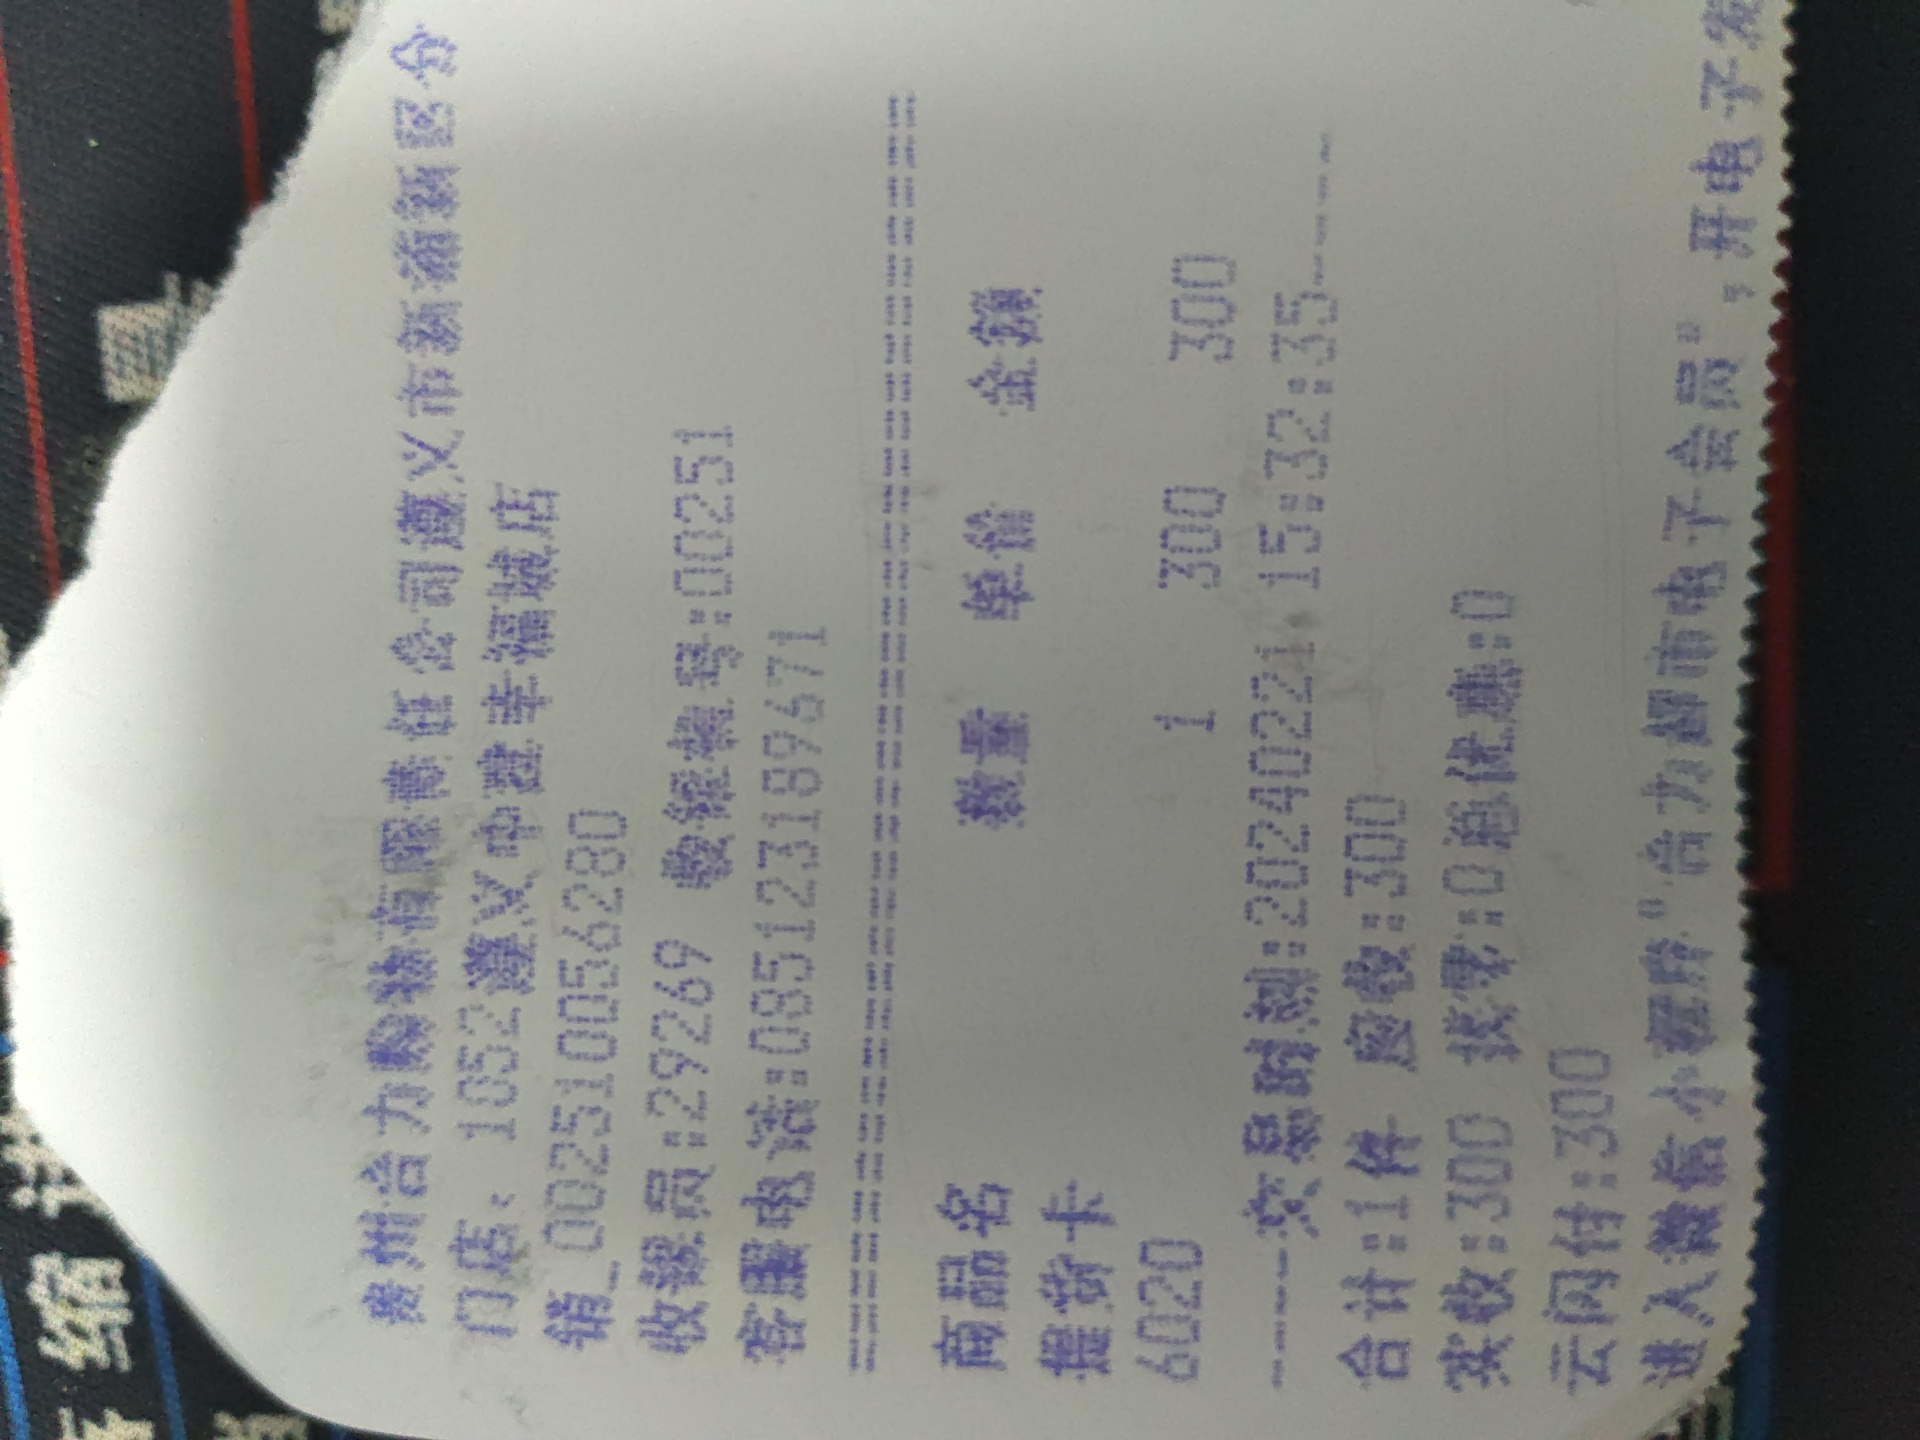 贵州合力购物有限责任公司遵义市新蒲新区分
门店: 1052遵义中建幸福城店
销_002510056280
收银员:29269 收银机号:00251
客服电话:085123189671
商品名 数量 单价 金额
提货卡
6020 1 300 300
----交易时刻:20240221 15:32:35----
合计:1件 应收:300
实收:300 找零:0总优惠:0
云闪付:300
进入微信小程序"合力超市电子会员",开电子发
缩